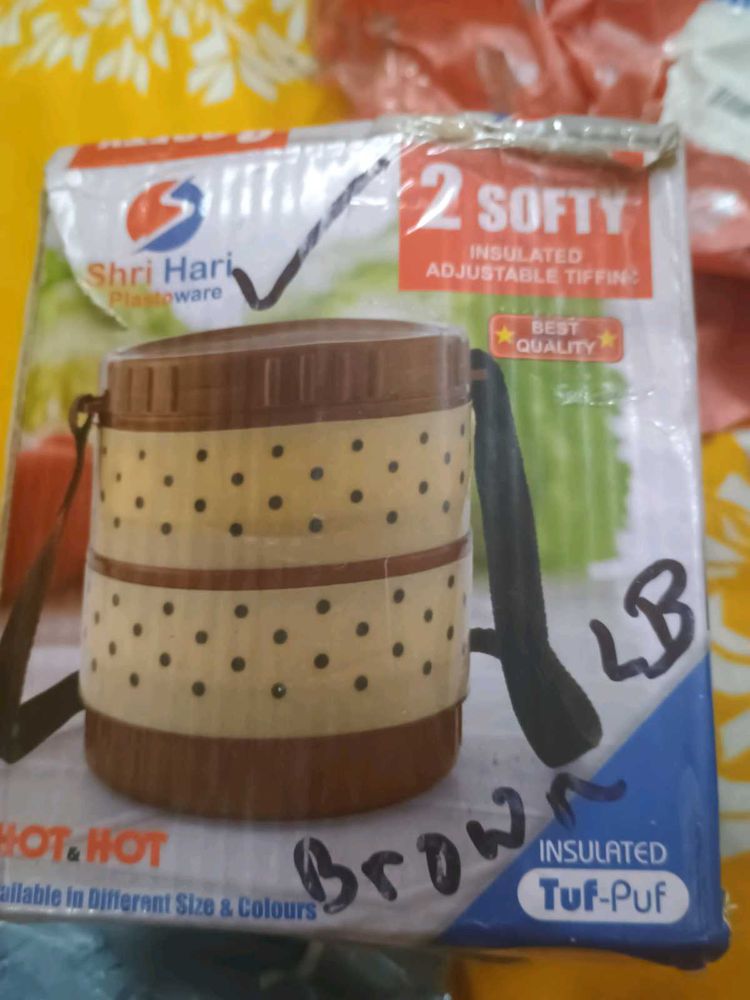 2 SOFTY
INSULATED
ADJUSTABLE TIFFIN
Shri Hari
Plastoware
BEST
QUALITY
LB
Brown
HOT & HOT
INSULATED
Tuf-Puf
ailable in Different Size & Colours